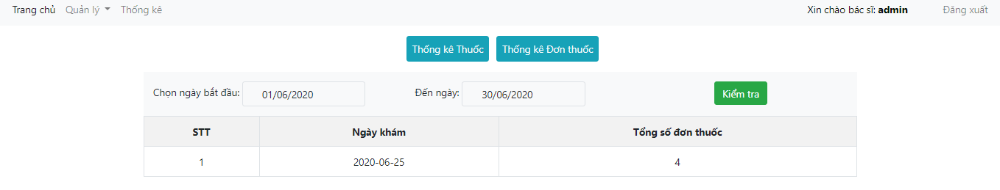 Trang chủ Quản lý Thống kê Xin chào bác sĩ: admin Đăng xuất
Thống kê Thuốc Thống kê Đơn thuốc
Chọn ngày bắt đầu: 01/06/2020 Đến ngày: 30/06/2020 Kiểm tra
STT Ngày khám Tổng số đơn thuốc
1 2020-06-25 4